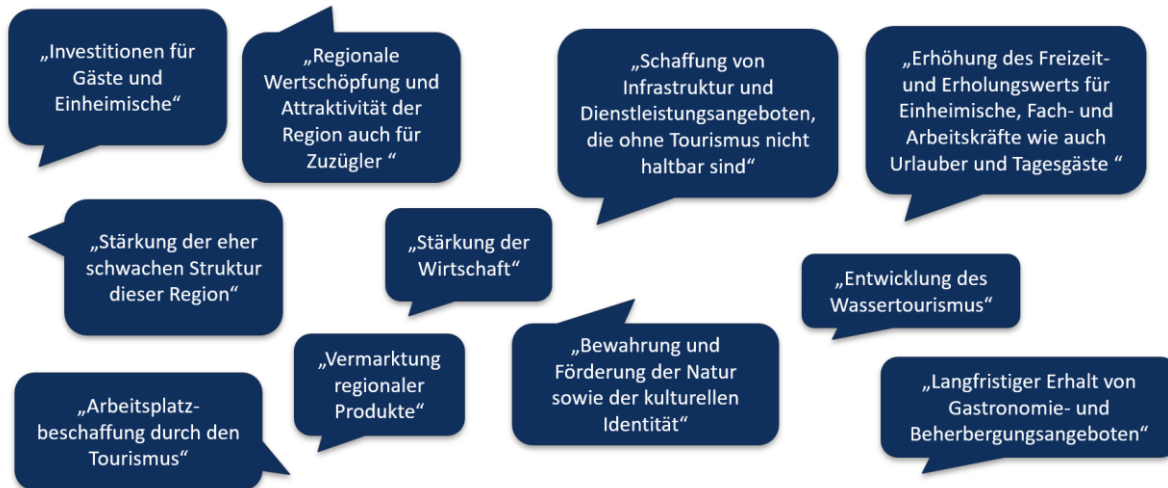 „Investitionen für
Gäste und
Einheimische“
„Regionale
Wertschöpfung und
Attraktivität der
Region auch für
Zuzügler “
„Schaffung von
Infrastruktur und
Dienstleistungsangeboten,
die ohne Tourismus nicht
haltbar sind“
„Erhöhung des Freizeit-
und Erholungswerts für
Einheimische, Fach- und
Arbeitskräfte wie auch
Urlauber und Tagesgäste “
„Stärkung der eher
schwachen Struktur
dieser Region“
„Stärkung der
Wirtschaft“
„Entwicklung des
Wassertourismus“
„Arbeitsplatz-
beschaffung durch den
Tourismus“
„Vermarktung
regionaler
Produkte“
„Bewahrung und
Förderung der Natur
sowie der kulturellen
Identität“
„Langfristiger Erhalt von
Gastronomie- und
Beherbergungsangeboten“